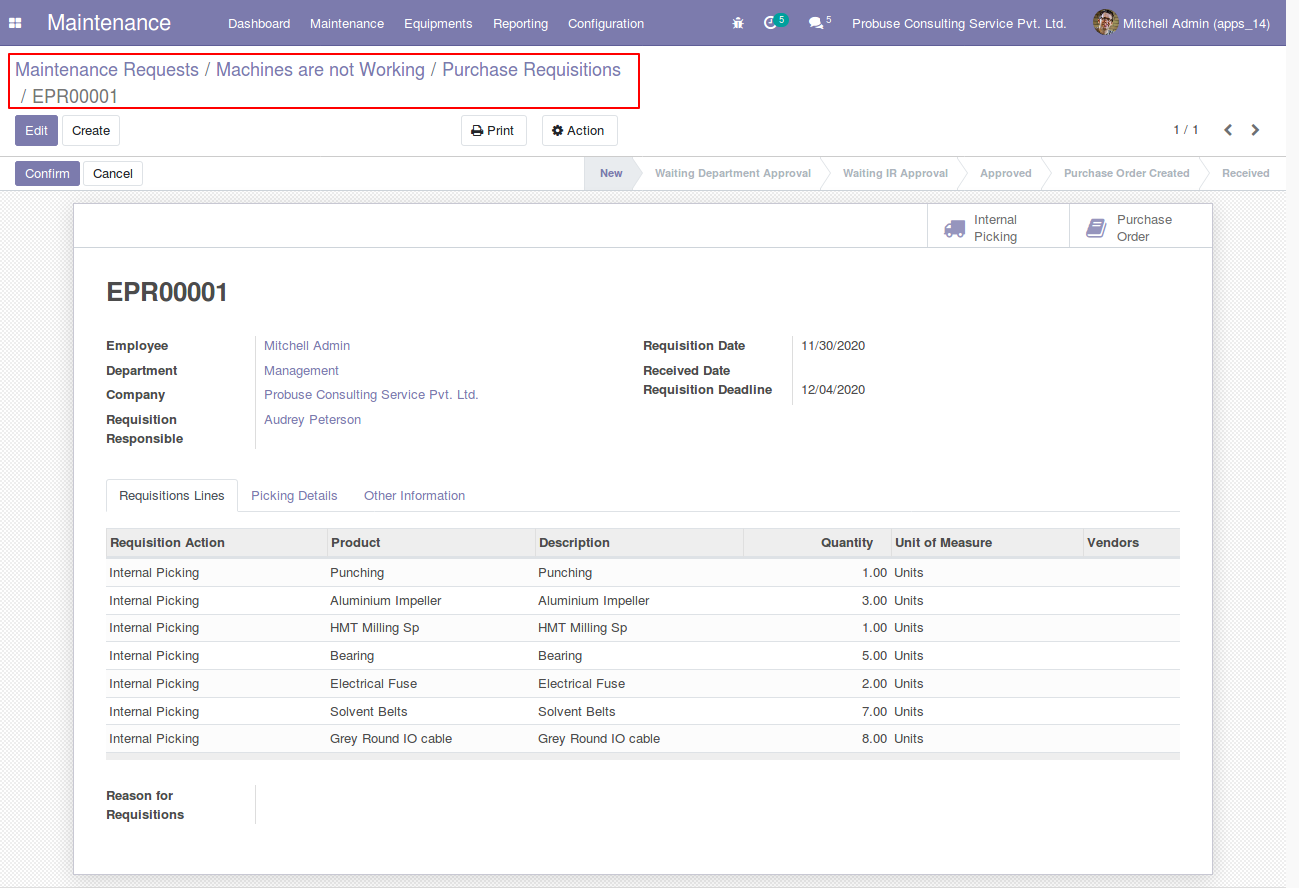 Maintenance Dashboard Maintenance Equipments Reporting Configuration 5 5 Probuse Consulting Service Pvt. Ltd. Mitchell Admin (apps_14)
Maintenance Requests / Machines are not Working / Purchase Requisitions
/ EPR00001
Edit Create Print Action 1 / 1
Confirm Cancel New Waiting Department Approval Waiting IR Approval Approved Purchase Order Created Received
Internal
Picking
Purchase
Order
EPR00001
Employee Mitchell Admin
Department Management
Company Probuse Consulting Service Pvt. Ltd.
Requisition
Responsible
Audrey Peterson
Requisition Date 11/30/2020
Received Date
Requisition Deadline 12/04/2020
Requisitions Lines Picking Details Other Information
Requisition Action Product Description Quantity Unit of Measure Vendors
Internal Picking Punching Punching 1.00 Units
Internal Picking Aluminium Impeller Aluminium Impeller 3.00 Units
Internal Picking HMT Milling Sp HMT Milling Sp 1.00 Units
Internal Picking Bearing Bearing 5.00 Units
Internal Picking Electrical Fuse Electrical Fuse 2.00 Units
Internal Picking Solvent Belts Solvent Belts 7.00 Units
Internal Picking Grey Round IO cable Grey Round IO cable 8.00 Units
Reason for
Requisitions